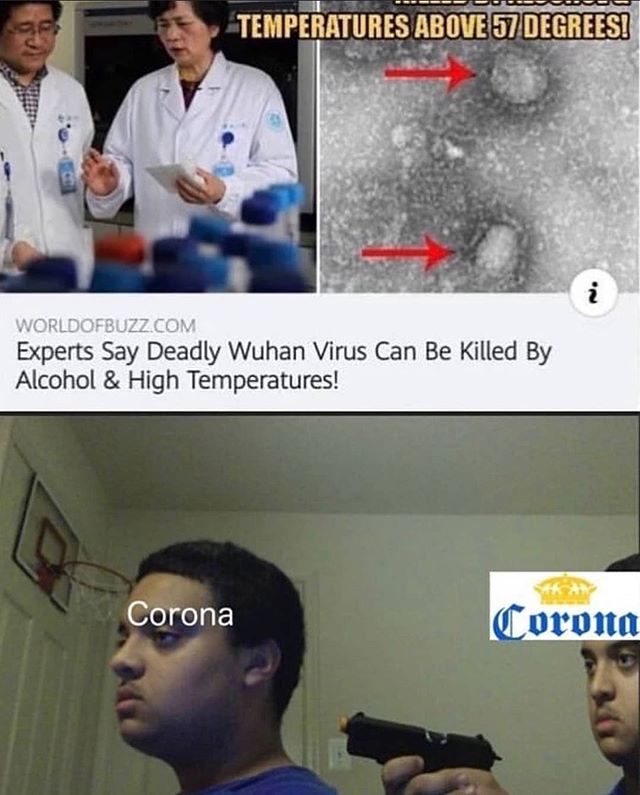 TEMPERATURES ABOVE 57 DEGREES!
i
WORLDOFBUZZ.COM
Experts Say Deadly Wuhan Virus Can Be Killed By
Alcohol & High Temperatures!
Corona
Corona